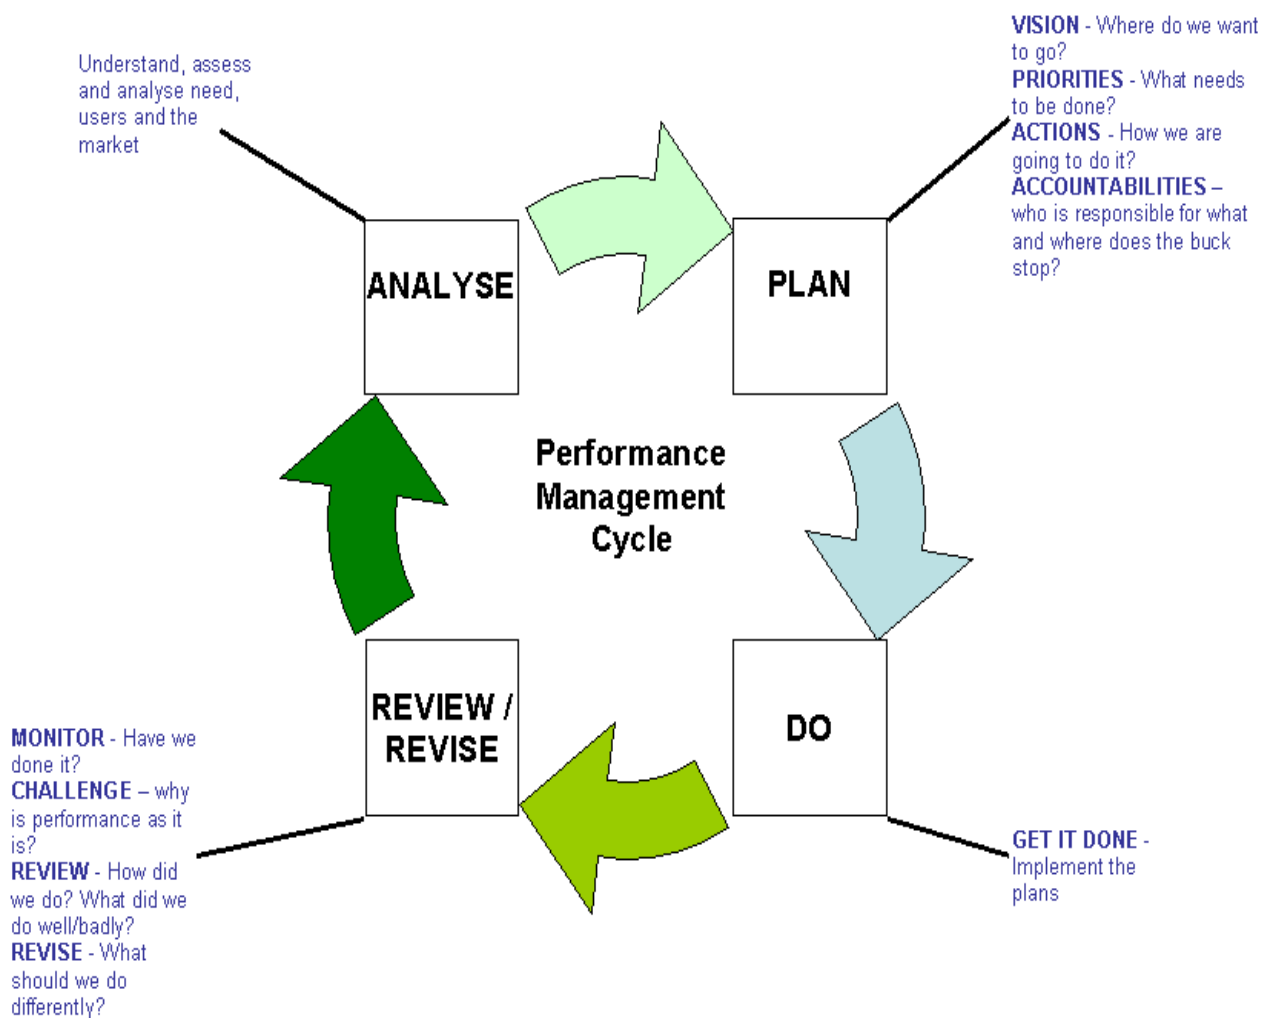 Understand, assess
and analyse need,
users and the
market
VISION - Where do we want
to go?
PRIORITIES - What needs
to be done?
ACTIONS - How we are
going to do it?
ACCOUNTABILITIES –
who is responsible for what
and where does the buck
stop?
ANALYSE
PLAN
Performance
Management
Cycle
REVIEW /
REVISE
DO
MONITOR - Have we
done it?
CHALLENGE – why
is performance as it
is?
REVIEW - How did
we do? What did we
do well/badly?
REVISE - What
should we do
differently?
GET IT DONE -
Implement the
plans